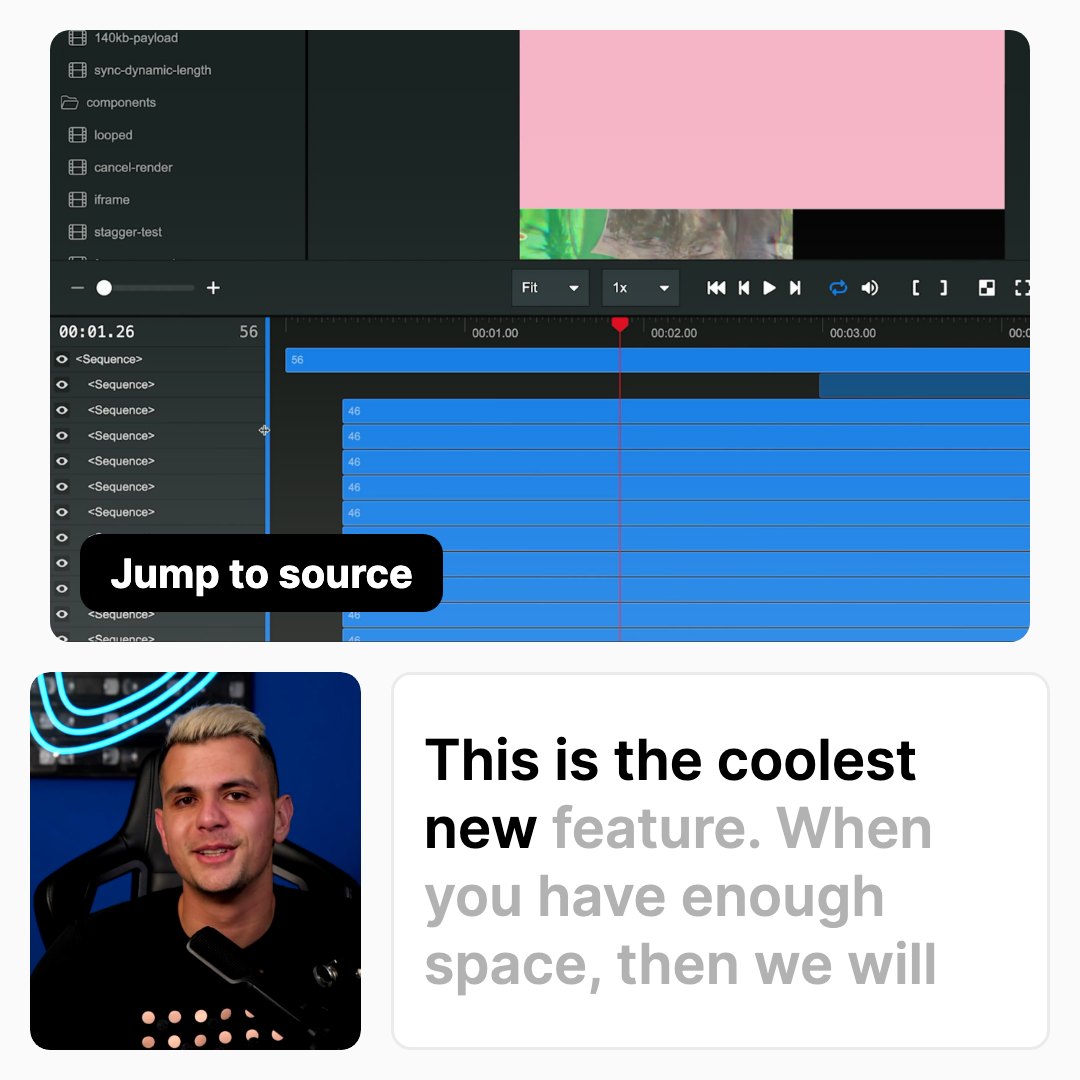 140kb-payload
sync-dynamic-length
components
looped
cancel-render
iframe
stagger-test
Fit
1x
00:01.26 56
00:01.00 00:02.00 00:03.00
<Sequence> 56
<Sequence>
<Sequence> 46
<Sequence> 46
<Sequence> 46
<Sequence> 46
<Sequence> 46
Jump to source
<Sequence> 46
<Sequence> 46
This is the coolest
new feature. When
you have enough
space, then we will